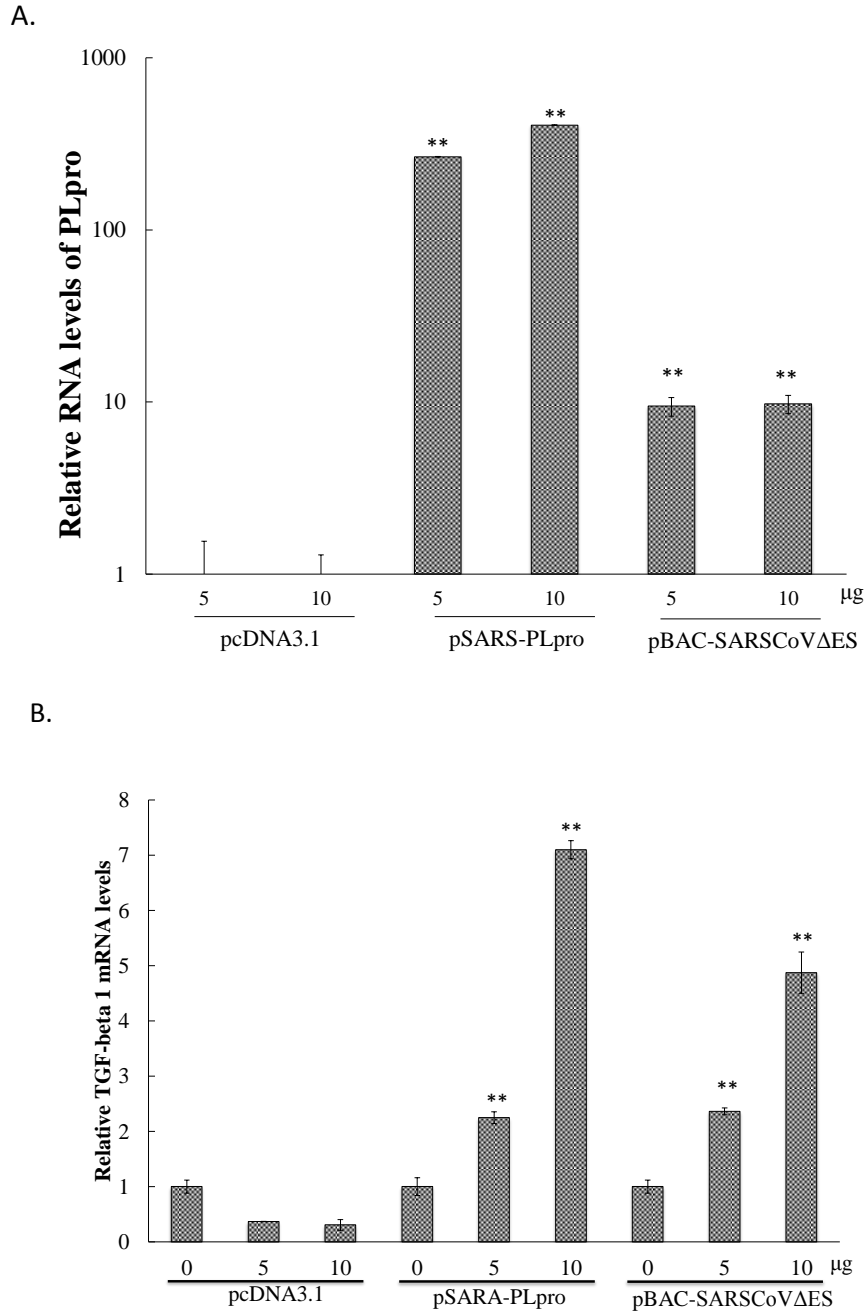 A.
Relative RNA levels of PLpro
1000
100
10
1
** ** ** **
5 10 5 10 5 10 μg
pcDNA3.1 pSARS-PLpro pBAC-SARSCoVΔES
B.
Relative TGF-beta 1 mRNA levels
8
7
6
5
4
3
2
1
0
** ** ** **
0 5 10 0 5 10 0 5 10 μg
pcDNA3.1 pSARA-PLpro pBAC-SARSCoVΔES